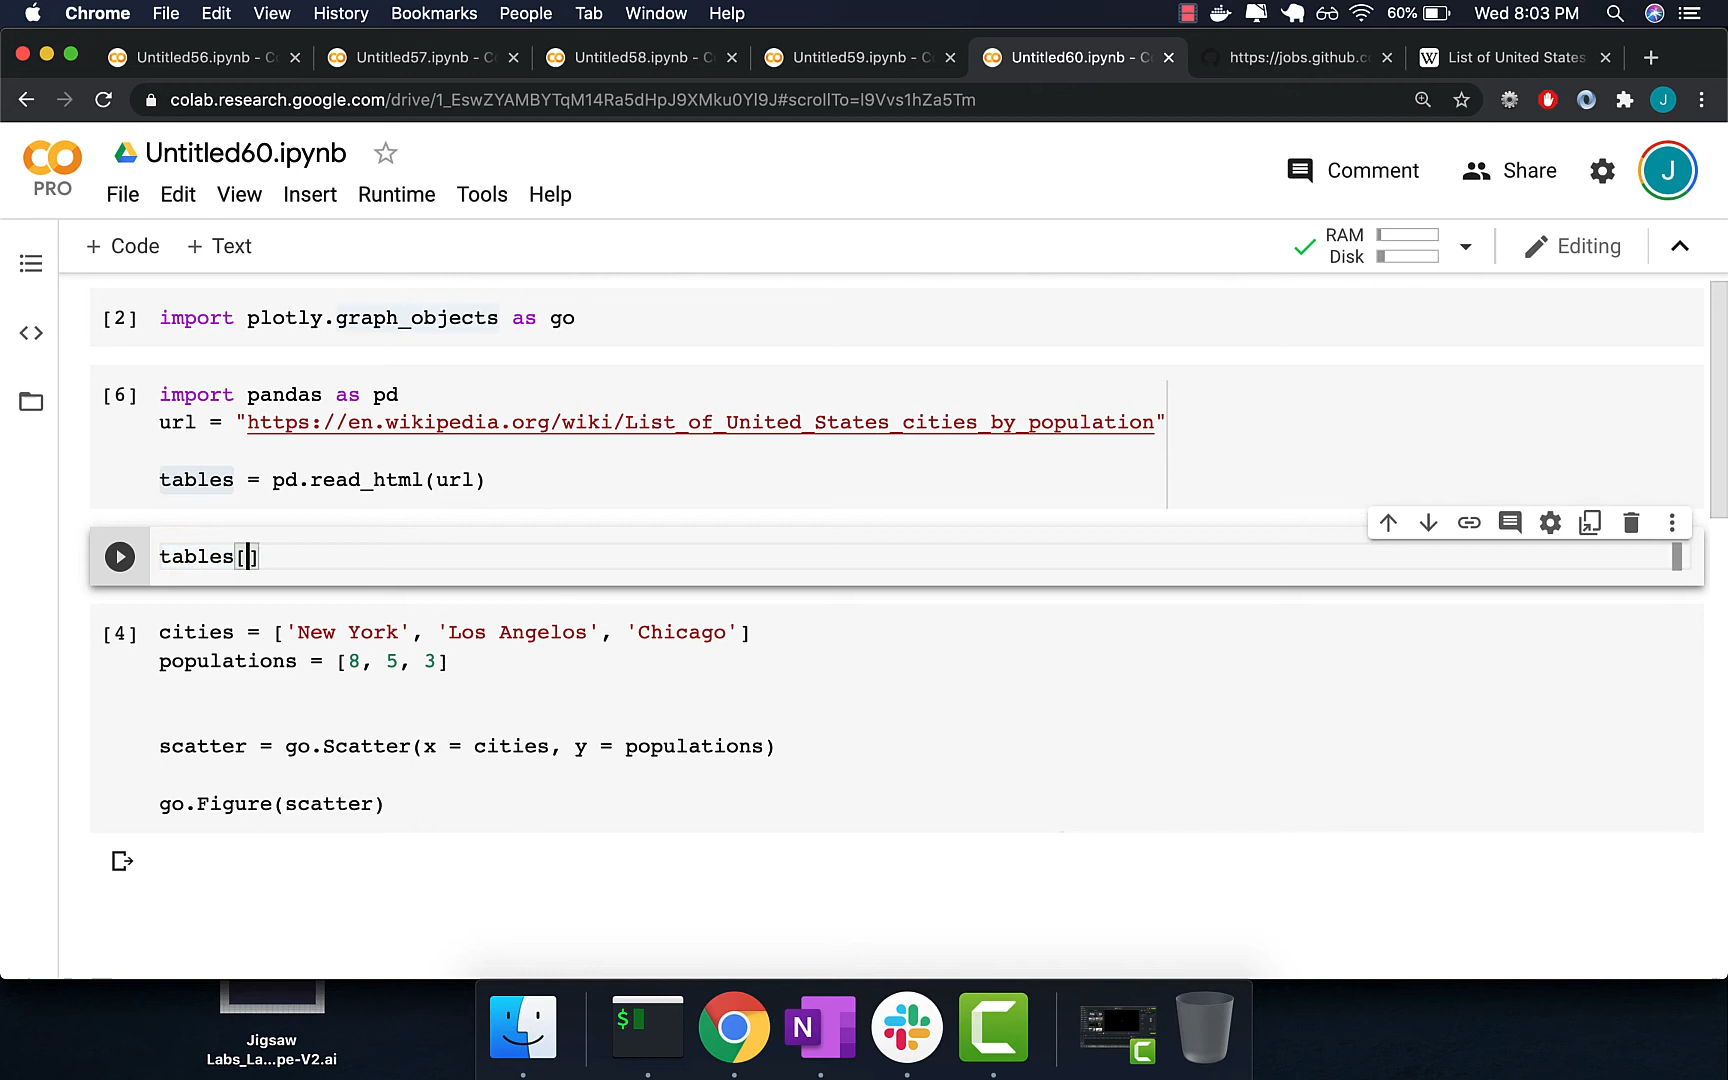 Chrome File Edit View History Bookmarks People Tab Window Help 60% Wed 8:03 PM
Untitled56.ipynb - Untitled57.ipynb - Untitled58.ipynb - Untitled59.ipynb - Untitled60.ipynb - https://jobs.github.c List of United States
colab.research.google.com/drive/1_EswZYAMBYTqM14Ra5dHpJ9XMku0Yl9J#scrollTo=l9Vvs1hZa5Tm
Untitled60.ipynb
PRO
Comment Share J
File Edit View Insert Runtime Tools Help
+ Code + Text
RAM
Disk
Editing
[2] import plotly.graph_objects as go
[6] import pandas as pd
url = "https://en.wikipedia.org/wiki/List_of_United_States_cities_by_population"
tables = pd.read_html(url)
tables[]
[4] cities = ['New York', 'Los Angelos', 'Chicago']
populations = [8, 5, 3]
scatter = go.Scatter(x = cities, y = populations)
go.Figure(scatter)
Jigsaw
Labs_La...pe-V2.ai
$
N